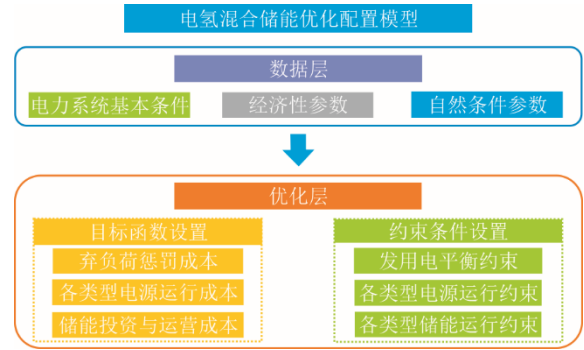 电氢混合储能优化配置模型
数据层
电力系统基本条件 经济性参数 自然条件参数
优化层
目标函数设置
弃负荷惩罚成本
各类型电源运行成本
储能投资与运营成本
约束条件设置
发用电平衡约束
各类型电源运行约束
各类型储能运行约束